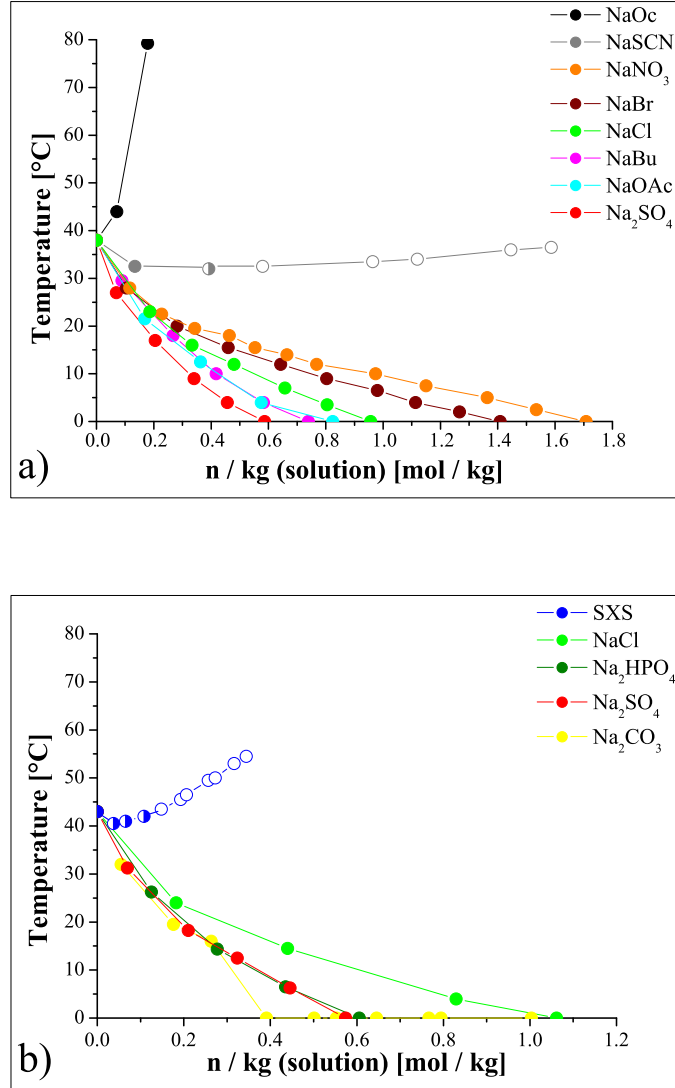 NaOc
NaSCN
NaNO₃
NaBr
NaCl
NaBu
NaOAc
Na₂SO₄
80
70
60
50
40
30
20
10
0
Temperature [°C]
0.0 0.2 0.4 0.6 0.8 1.0 1.2 1.4 1.6 1.8
n / kg (solution) [mol / kg]
a)
SXS
NaCl
Na₂HPO₄
Na₂SO₄
Na₂CO₃
80
70
60
50
40
30
20
10
0
Temperature [°C]
0.0 0.2 0.4 0.6 0.8 1.0 1.2
n / kg (solution) [mol / kg]
b)